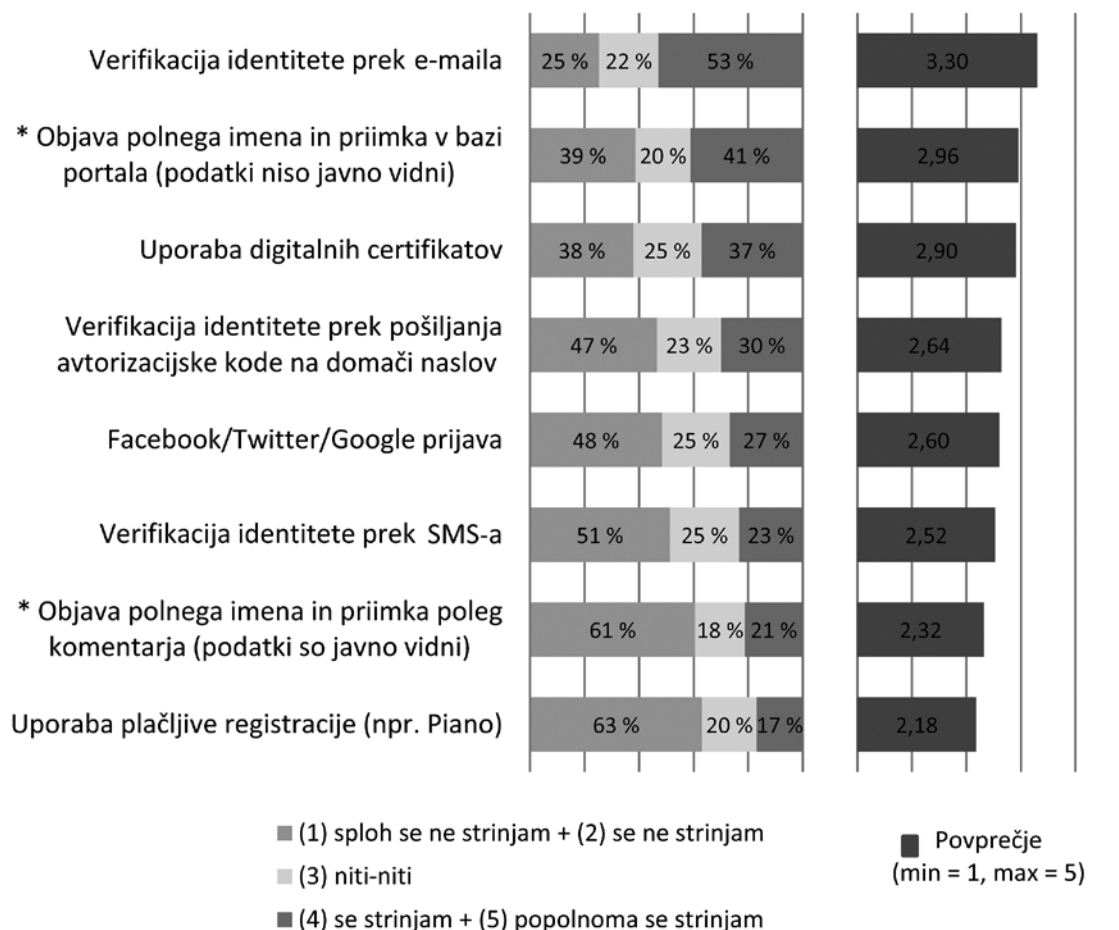 Verifikacija identitete prek e-maila 25 % 22 % 53 % 3,30
* Objava polnega imena in priimka v bazi
portala (podatki niso javno vidni) 39 % 20 % 41 % 2,96
Uporaba digitalnih certifikatov 38 % 25 % 37 % 2,90
Verifikacija identitete prek pošiljanja
avtorizacijske kode na domači naslov 47 % 23 % 30 % 2,64
Facebook/Twitter/Google prijava 48 % 25 % 27 % 2,60
Verifikacija identitete prek SMS-a 51 % 25 % 23 % 2,52
* Objava polnega imena in priimka poleg
komentarja (podatki so javno vidni) 61 % 18 % 21 % 2,32
Uporaba plačljive registracije (npr. Piano) 63 % 20 % 17 % 2,18
(1) sploh se ne strinjam + (2) se ne strinjam
(3) niti-niti
(4) se strinjam + (5) popolnoma se strinjam
Povprečje
(min = 1, max = 5)